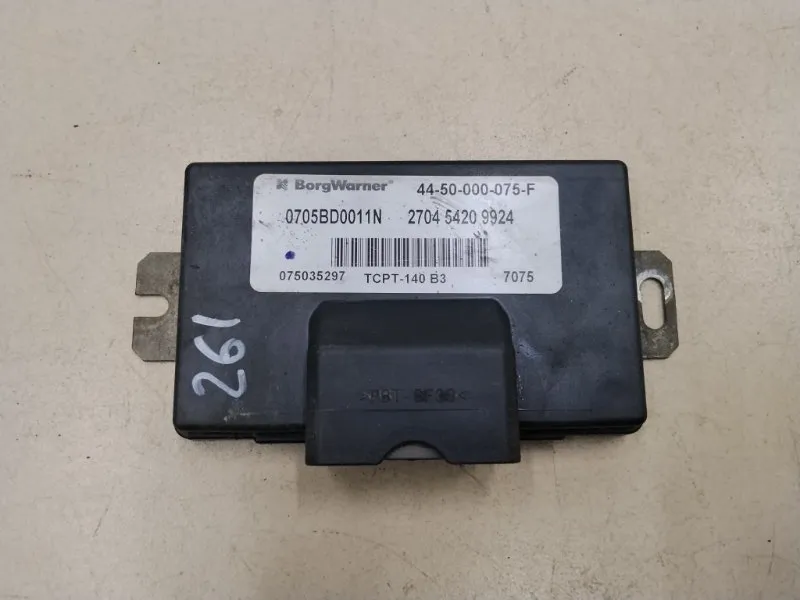 BorgWarner 44-50-000-075-F
0705BD0011N 2704 5420 9924
075035297 TCPT-140 B3 7075
261